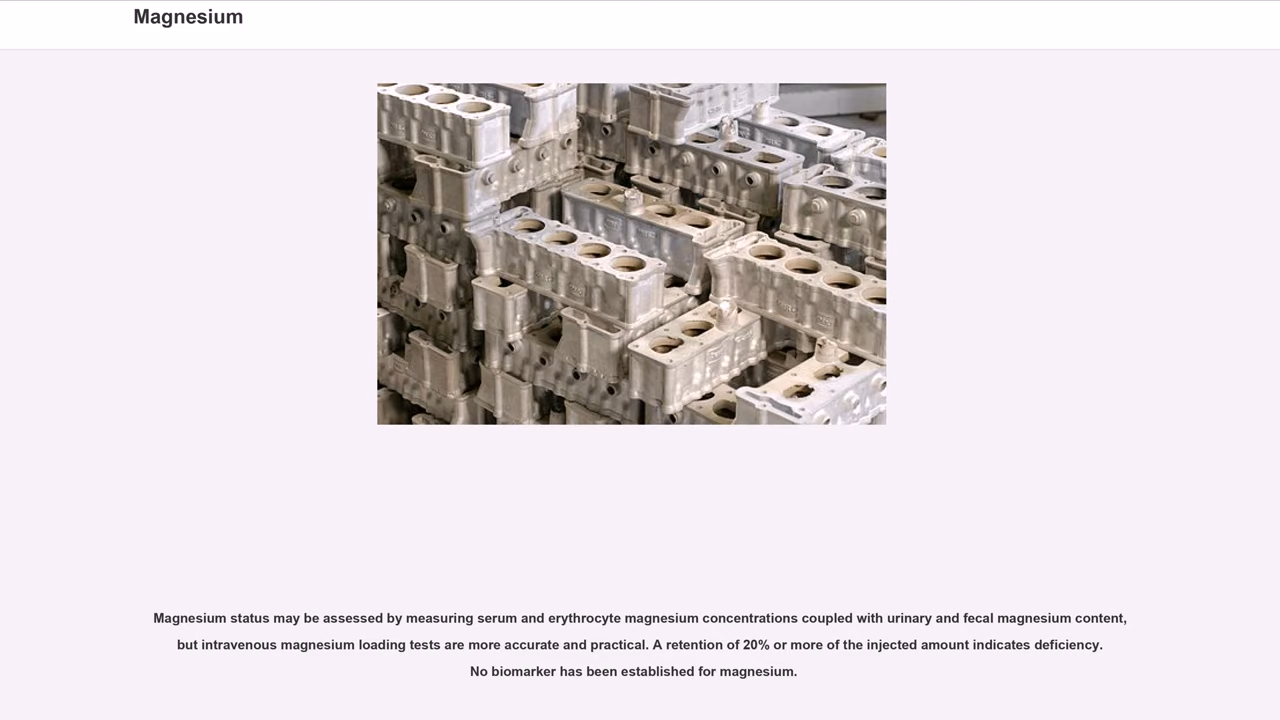 Magnesium
Magnesium status may be assessed by measuring serum and erythrocyte magnesium concentrations coupled with urinary and fecal magnesium content,
but intravenous magnesium loading tests are more accurate and practical. A retention of 20% or more of the injected amount indicates deficiency.
No biomarker has been established for magnesium.